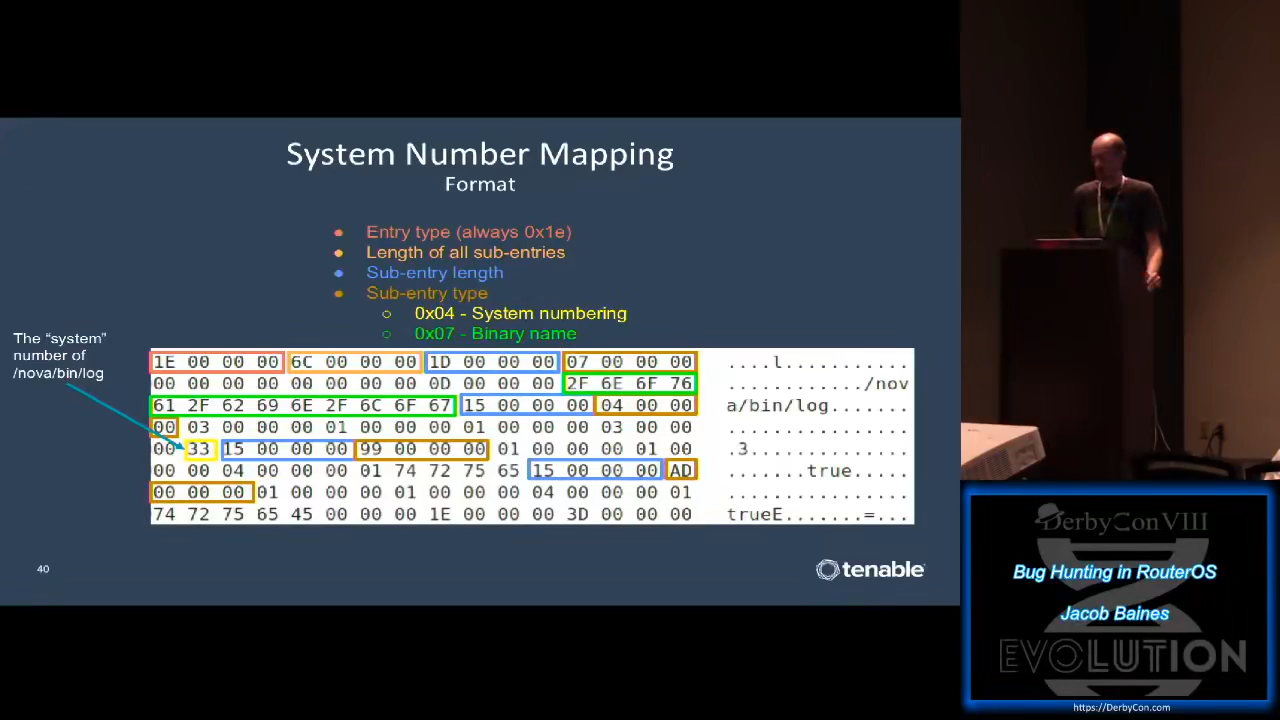 System Number Mapping
Format
● Entry type (always 0x1e)
● Length of all sub-entries
● Sub-entry length
● Sub-entry type
○ 0x04 - System numbering
○ 0x07 - Binary name
The “system”
number of
/nova/bin/log
1E 00 00 00 6C 00 00 00 1D 00 00 00 07 00 00 00 ....l...........
00 00 00 00 00 00 00 00 0D 00 00 00 2F 6E 6F 76 ............/nov
61 2F 62 69 6E 2F 6C 6F 67 15 00 00 00 04 00 00 a/bin/log.......
00 03 00 00 00 01 00 00 00 01 00 00 00 03 00 00 ................
00 33 15 00 00 00 99 00 00 00 01 00 00 00 01 00 .3..............
00 00 04 00 00 00 01 74 72 75 65 15 00 00 00 AD .......true.....
00 00 00 01 00 00 00 01 00 00 00 04 00 00 00 01 ................
74 72 75 65 45 00 00 00 1E 00 00 00 3D 00 00 00 trueE.......=...
40
tenable
DerbyCon VIII
Bug Hunting in RouterOS
Jacob Baines
EVOLUTION
https://DerbyCon.com